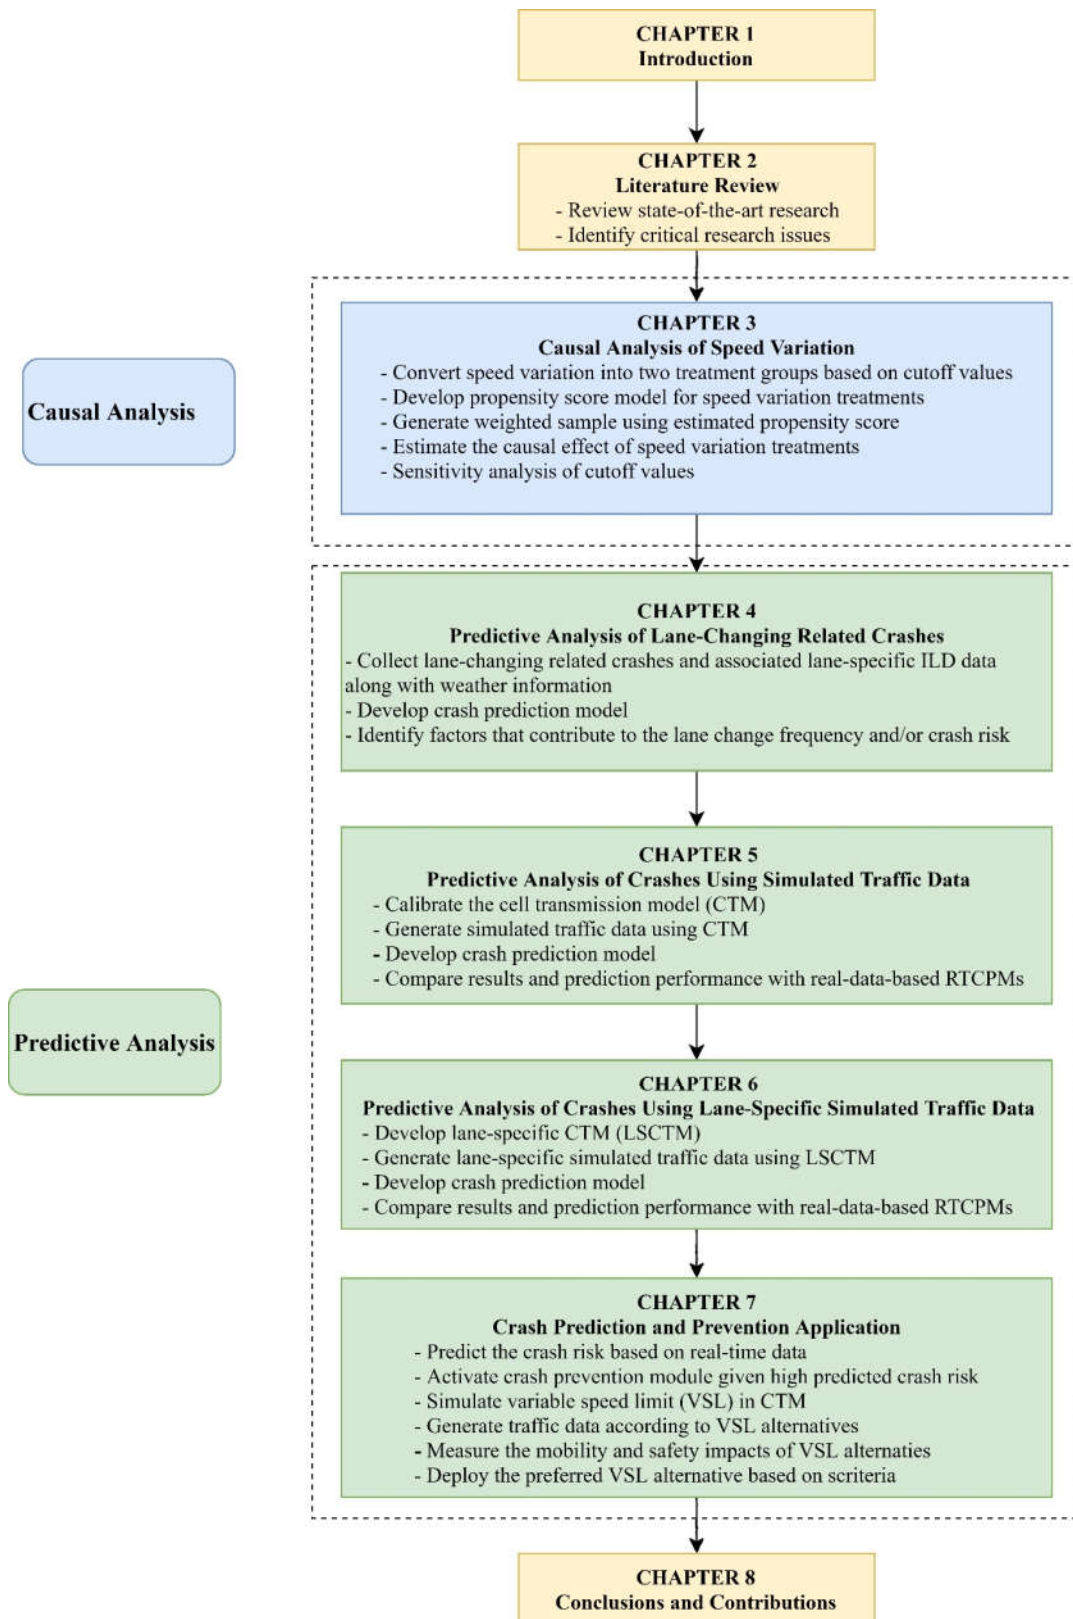 CHAPTER 1
Introduction
CHAPTER 2
Literature Review
- Review state-of-the-art research
- Identify critical research issues
Causal Analysis
CHAPTER 3
Causal Analysis of Speed Variation
- Convert speed variation into two treatment groups based on cutoff values
- Develop propensity score model for speed variation treatments
- Generate weighted sample using estimated propensity score
- Estimate the causal effect of speed variation treatments
- Sensitivity analysis of cutoff values
Predictive Analysis
CHAPTER 4
Predictive Analysis of Lane-Changing Related Crashes
- Collect lane-changing related crashes and associated lane-specific ILD data
along with weather information
- Develop crash prediction model
- Identify factors that contribute to the lane change frequency and/or crash risk
CHAPTER 5
Predictive Analysis of Crashes Using Simulated Traffic Data
- Calibrate the cell transmission model (CTM)
- Generate simulated traffic data using CTM
- Develop crash prediction model
- Compare results and prediction performance with real-data-based RTCPMs
CHAPTER 6
Predictive Analysis of Crashes Using Lane-Specific Simulated Traffic Data
- Develop lane-specific CTM (LSCTM)
- Generate lane-specific simulated traffic data using LSCTM
- Develop crash prediction model
- Compare results and prediction performance with real-data-based RTCPMs
CHAPTER 7
Crash Prediction and Prevention Application
- Predict the crash risk based on real-time data
- Activate crash prevention module given high predicted crash risk
- Simulate variable speed limit (VSL) in CTM
- Generate traffic data according to VSL alternatives
- Measure the mobility and safety impacts of VSL alternaties
- Deploy the preferred VSL alternative based on scriteria
CHAPTER 8
Conclusions and Contributions